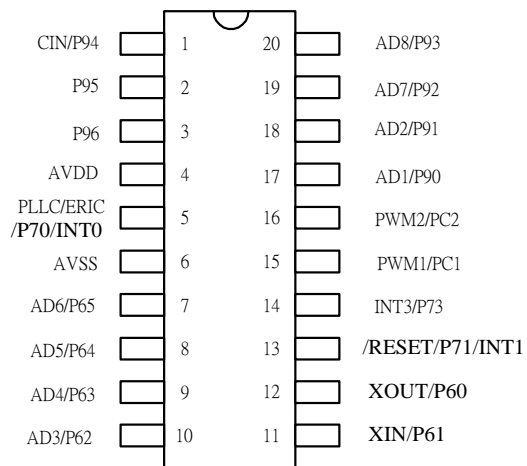 CIN/P94 1 20 AD8/P93
P95 2 19 AD7/P92
P96 3 18 AD2/P91
AVDD 4 17 AD1/P90
PLLC/ERIC
/P70/INT0 5 16 PWM2/PC2
AVSS 6 15 PWM1/PC1
AD6/P65 7 14 INT3/P73
AD5/P64 8 13 /RESET/P71/INT1
AD4/P63 9 12 XOUT/P60
AD3/P62 10 11 XIN/P61